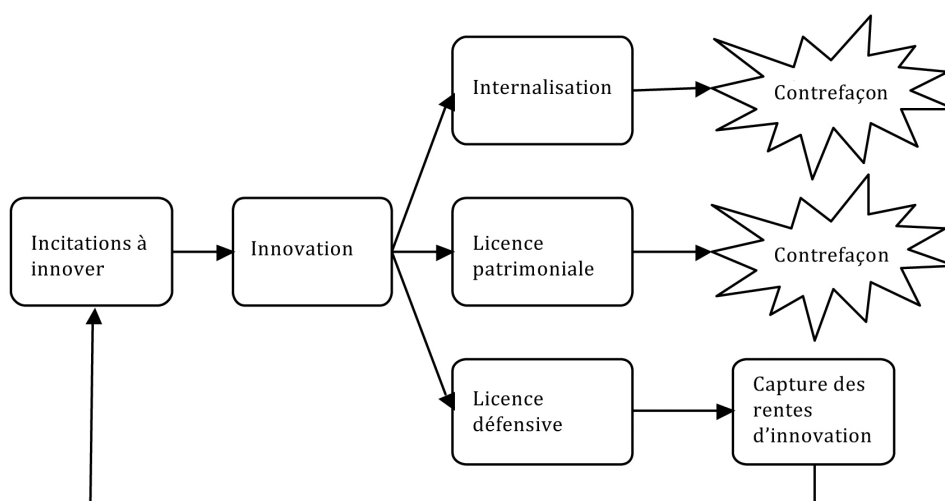 Internalisation
Contrefaçon
Incitations à
innover
Innovation
Licence
patrimoniale
Contrefaçon
Licence
défensive
Capture des
rentes
d’innovation